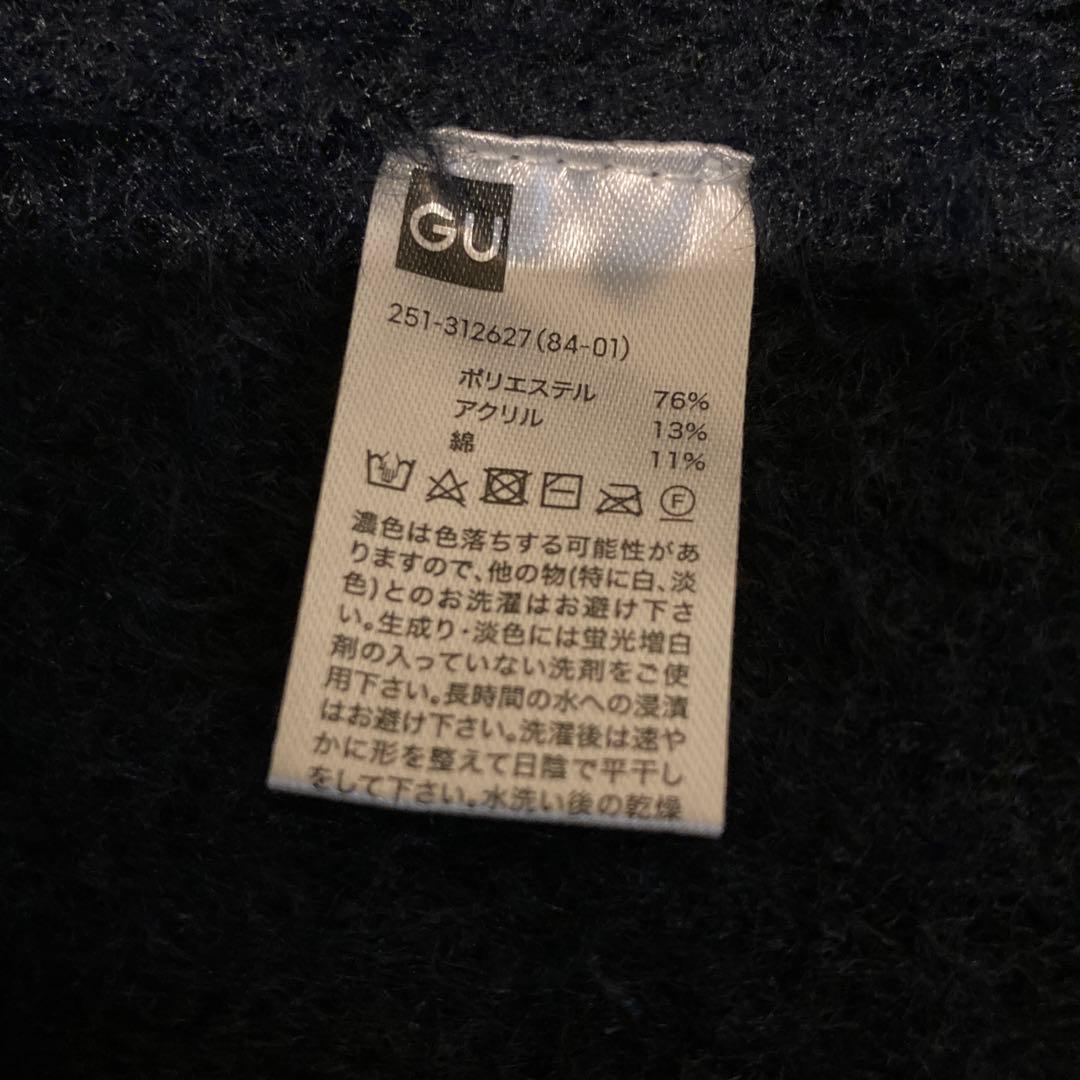 GU
251-312627(84-01)
ポリエステル 76%
アクリル 13%
綿 11%
F
濃色は色落ちする可能性があ
りますので、他の物(特に白、淡
色)とのお洗濯はお避け下さ
い。生成り・淡色には蛍光増白
剤の入っていない洗剤をご使
用下さい。長時間の水への浸漬
はお避け下さい。洗濯後は速や
かに形を整えて日陰で平干し
をして下さい。水洗い後の乾燥